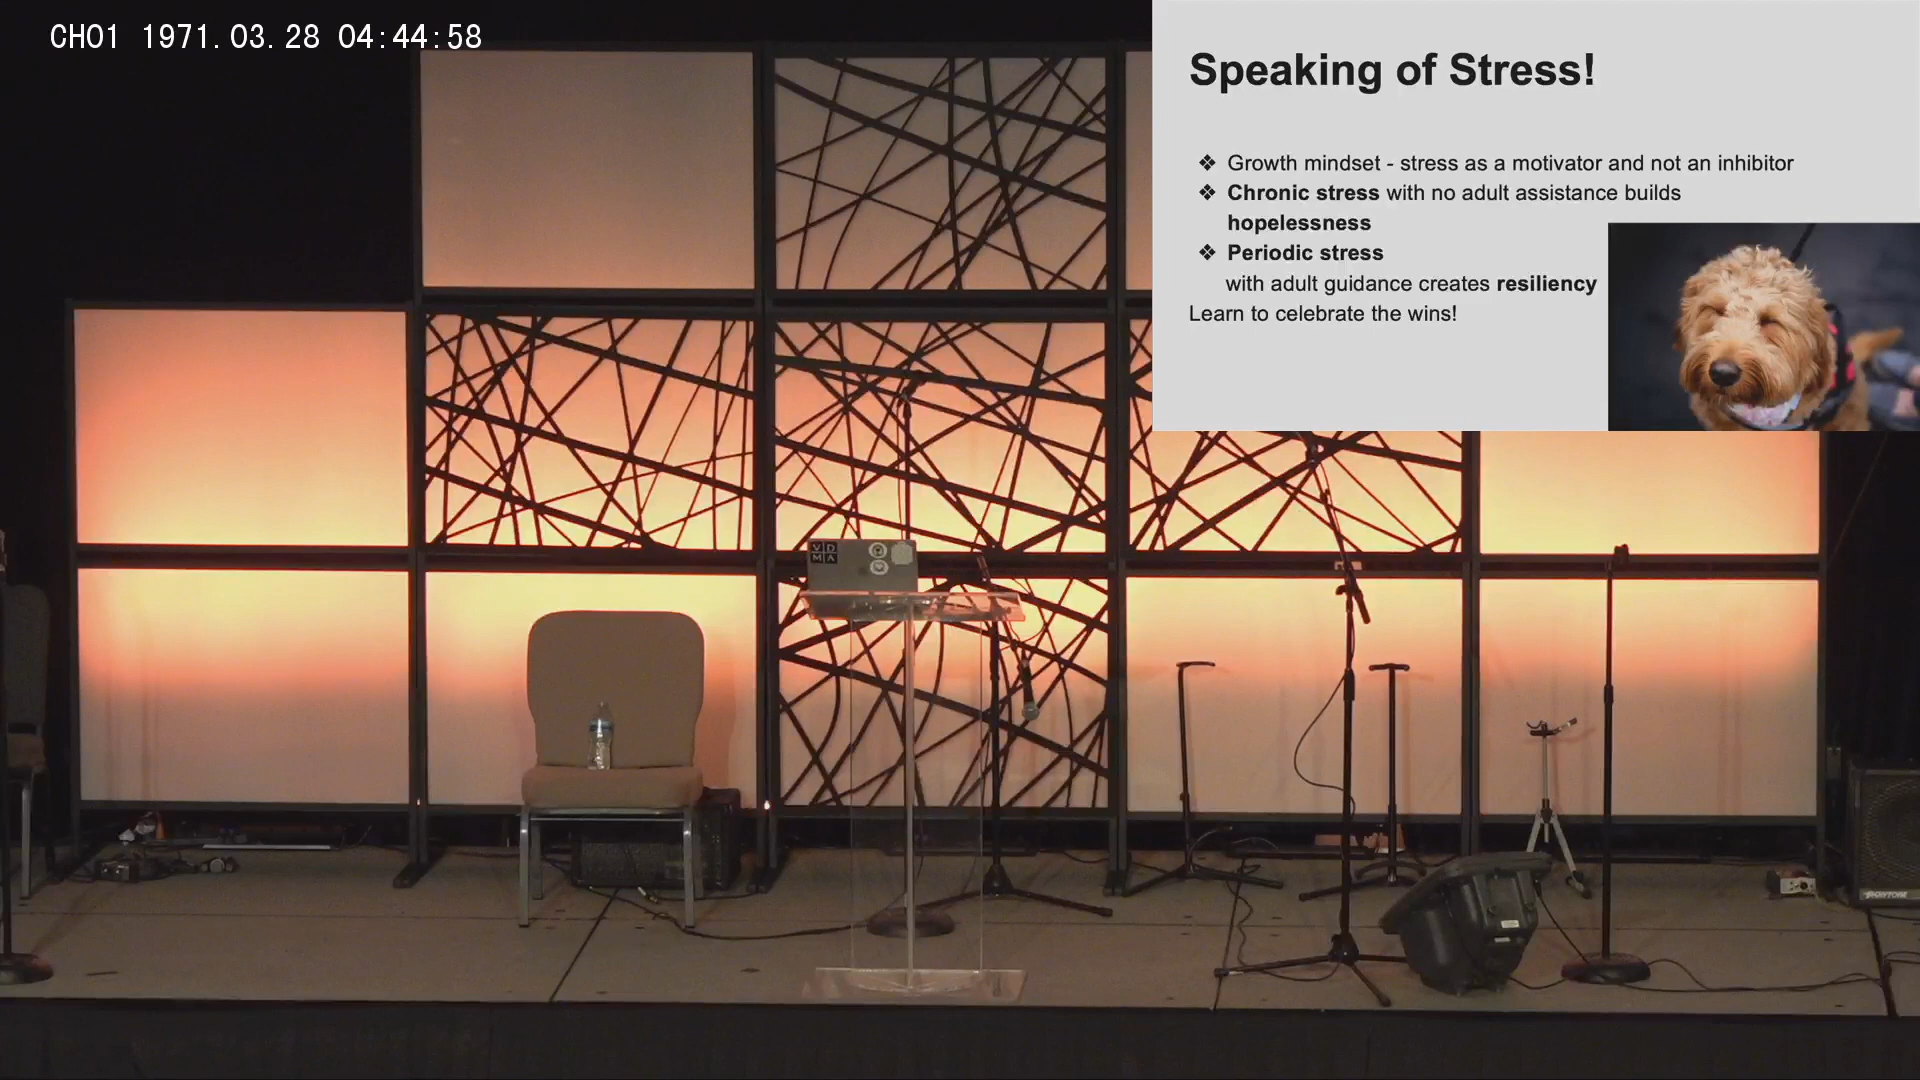 CH01 1971.03.28 04:44:58
Speaking of Stress!
❖ Growth mindset - stress as a motivator and not an inhibitor
❖ Chronic stress with no adult assistance builds
hopelessness
❖ Periodic stress
with adult guidance creates resiliency
Learn to celebrate the wins!
VD
MA